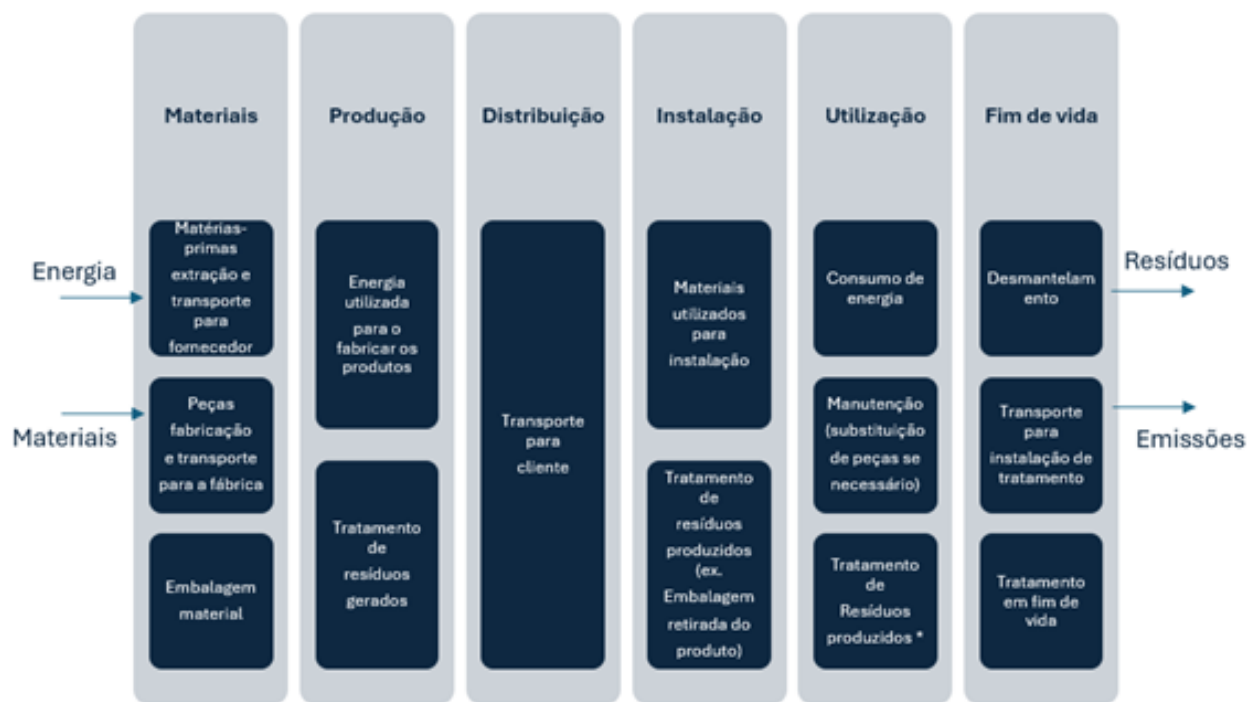 Materiais
Produção
Distribuição
Instalação
Utilização
Fim de vida
Energia
Materiais
Matérias-
primas
extração e
transporte
para
fornecedor
Peças
fabricação
e transporte
para a fábrica
Embalagem
material
Energia
utilizada
para o
fabricar os
produtos
Tratamento
de
resíduos
gerados
Transporte
para
cliente
Materiais
utilizados
para
instalação
Tratamento
de
resíduos
produzidos
(ex.
Embalagem
retirada do
produto)
Consumo de
energia
Manutenção
(substituição
de peças se
necessário)
Tratamento
de
Resíduos
produzidos *
Desmantelam
ento
Transporte
para
instalação de
tratamento
Tratamento
em fim de
vida
Resíduos
Emissões